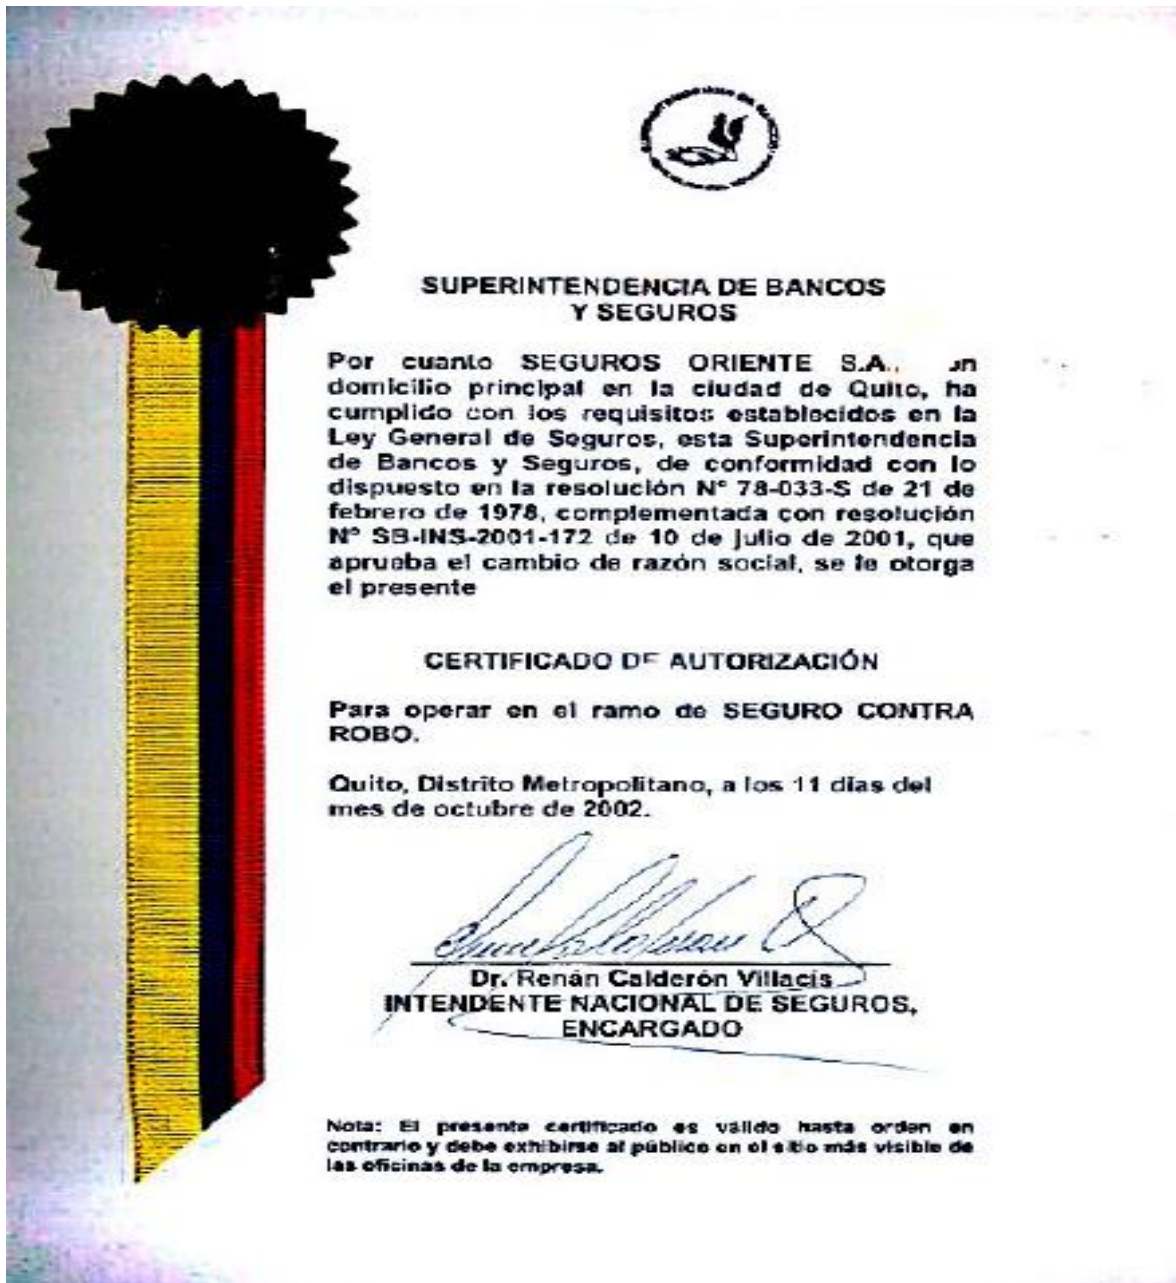 SUPERINTENDENCIA DE BANCOS
Y SEGUROS
Por cuanto SEGUROS ORIENTE S.A.,
domicilio principal en la ciudad de Quito, ha
cumplido con los requisitos establecidos en la
Ley General de Seguros, esta Superintendencia
de Bancos y Seguros, de conformidad con lo
dispuesto en la resolución Nº 78-033-S de 21 de
febrero de 1978, complementada con resolución
Nº SB-INS-2001-172 de 10 de julio de 2001, que
aprueba el cambio de razón social, se le otorga
el presente
CERTIFICADO DE AUTORIZACIÓN
Para operar en el ramo de SEGURO CONTRA
ROBO.
Quito, Distrito Metropolitano, a los 11 días del
mes de octubre de 2002.
Dr. Renán Calderón Villacís
INTENDENTE NACIONAL DE SEGUROS,
ENCARGADO
Nota: El presente certificado es válido hasta orden en
contrario y debe exhibirse al público en el sitio más visible de
las oficinas de la empresa.